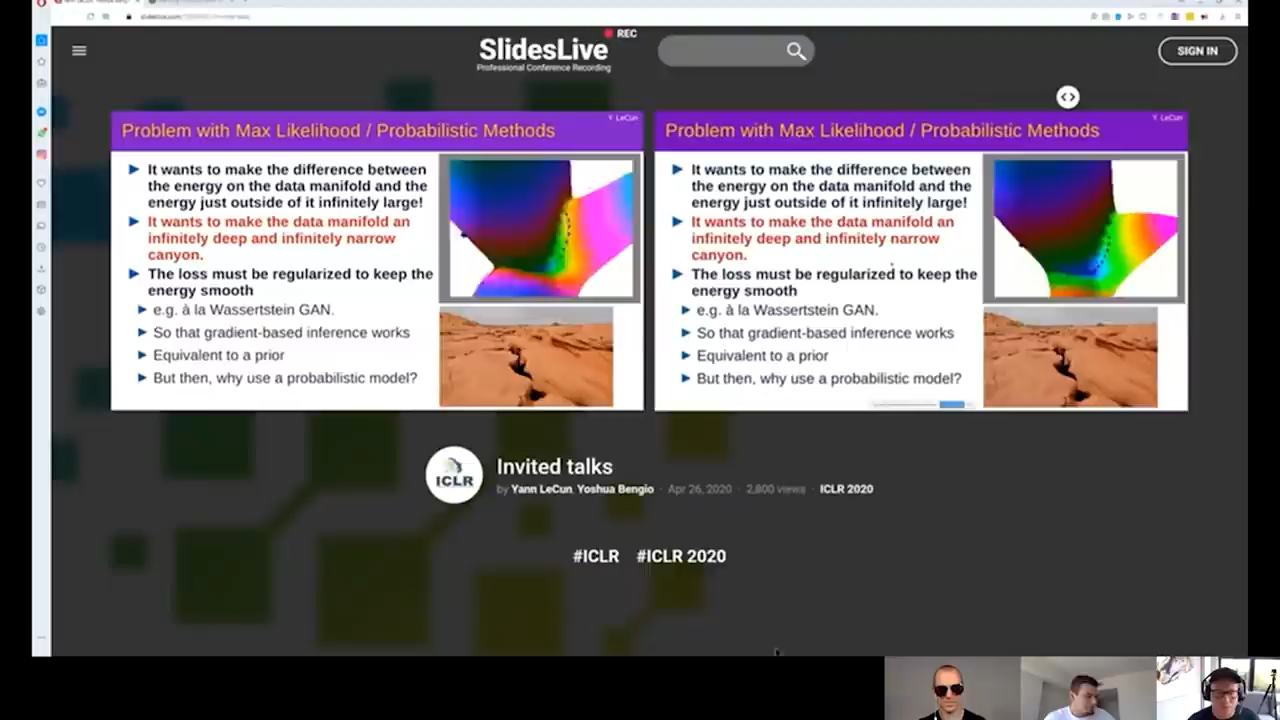 REC
SlidesLive
Professional Conference Recording
SIGN IN
Y LeCun
Problem with Max Likelihood / Probabilistic Methods
It wants to make the difference between
the energy on the data manifold and the
energy just outside of it infinitely large!
It wants to make the data manifold an
infinitely deep and infinitely narrow
canyon.
The loss must be regularized to keep the
energy smooth
e.g. à la Wassertstein GAN.
So that gradient-based inference works
Equivalent to a prior
But then, why use a probabilistic model?
Y LeCun
Problem with Max Likelihood / Probabilistic Methods
It wants to make the difference between
the energy on the data manifold and the
energy just outside of it infinitely large!
It wants to make the data manifold an
infinitely deep and infinitely narrow
canyon.
The loss must be regularized to keep the
energy smooth
e.g. à la Wassertstein GAN.
So that gradient-based inference works
Equivalent to a prior
But then, why use a probabilistic model?
ICLR
Invited talks
by Yann LeCun, Yoshua Bengio · Apr 26, 2020 · 2,800 views · ICLR 2020
#ICLR #ICLR 2020